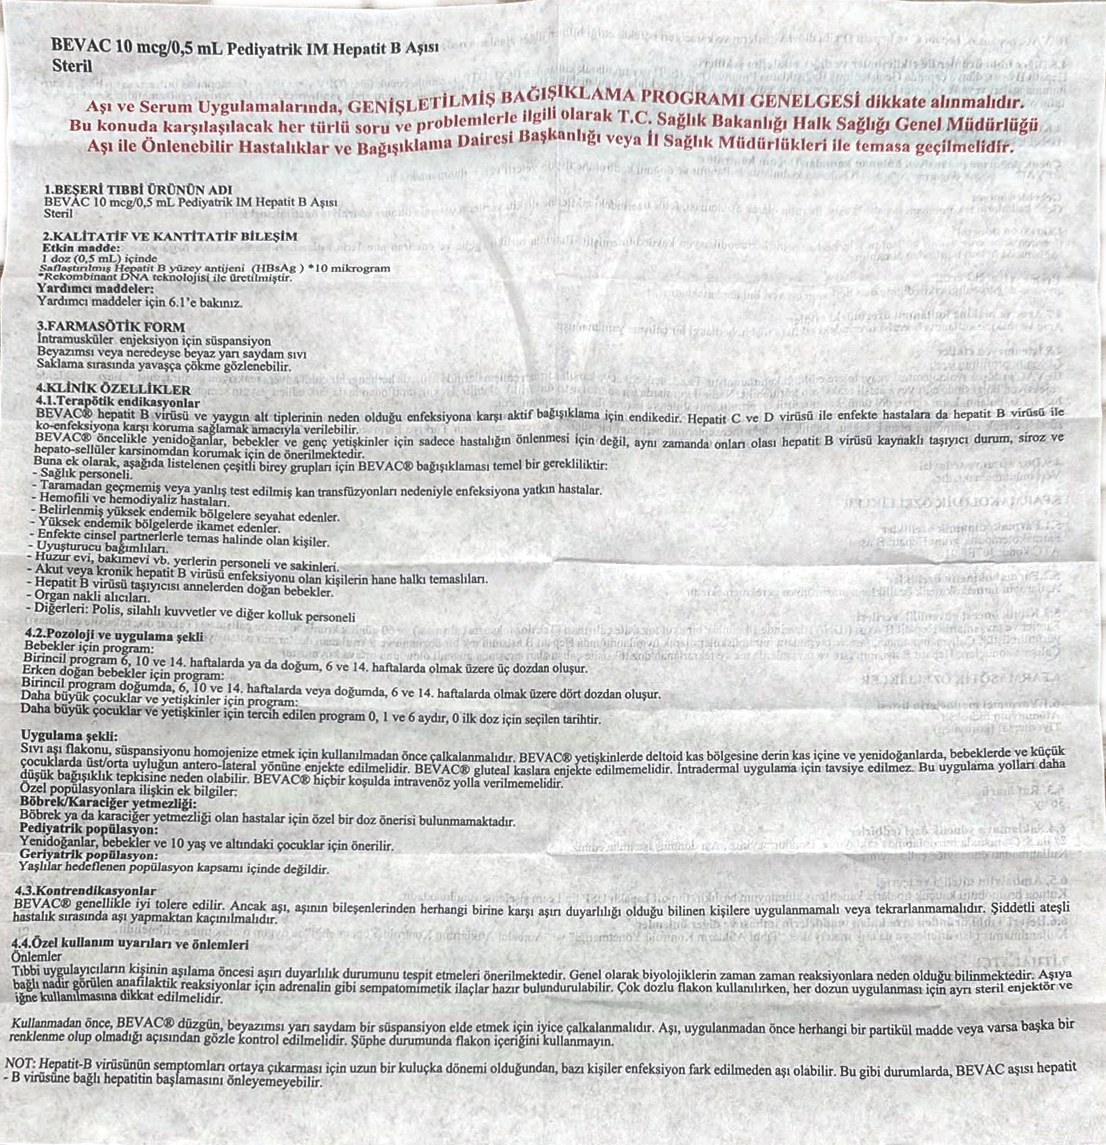 BEVAC 10 mcg/0,5 mL Pediyatrik IM Hepatit B Aşısı
Steril
Aşı ve Serum Uygulamalarında, GENİŞLETİLMİŞ BAĞIŞIKLAMA PROGRAMI GENELGESİ dikkate alınmalıdır.
Bu konuda karşılaşılacak her türlü soru ve problemlerle ilgili olarak T.C. Sağlık Bakanlığı Halk Sağlığı Genel Müdürlüğü
Aşı ile Önlenebilir Hastalıklar ve Bağışıklama Dairesi Başkanlığı veya İl Sağlık Müdürlükleri ile temasa geçilmelidir.
1.BEŞERİ TIBBİ ÜRÜNÜN ADI
BEVAC 10 mcg/0,5 mL Pediyatrik IM Hepatit B Aşısı
Steril
2.KALİTATİF VE KANTİTATİF BİLEŞİM
Etkin madde:
1 doz (0,5 mL) içinde
Saflaştırılmış Hepatit B yüzey antijeni (HBsAg ) *10 mikrogram
*Rekombinant DNA teknolojisi ile üretilmiştir.
Yardımcı maddeler:
Yardımcı maddeler için 6.1'e bakınız.
3.FARMASÖTİK FORM
İntramusküler enjeksiyon için süspansiyon
Beyazımsı veya neredeyse beyaz yarı saydam sıvı
Saklama sırasında yavaşça çökme gözlenebilir.
4.KLİNİK ÖZELLİKLER
4.1.Terapötik endikasyonlar
BEVAC® hepatit B virüsü ve yaygın alt tiplerinin neden olduğu enfeksiyona karşı aktif bağışıklama için endikedir. Hepatit C ve D virüsü ile enfekte hastalara da hepatit B virüsü ile
ko-enfeksiyona karşı koruma sağlamak amacıyla verilebilir.
BEVAC® öncelikle yenidoğanlar, bebekler ve genç yetişkinler için sadece hastalığın önlenmesi için değil, aynı zamanda onları olası hepatit B virüsü kaynaklı taşıyıcı durum, siroz ve
hepato-sellüler karsinomdan korumak için de önerilmektedir.
Buna ek olarak, aşağıda listelenen çeşitli birey grupları için BEVAC® bağışıklaması temel bir gerekliliktir:
- Sağlık personeli.
- Taramadan geçmemiş veya yanlış test edilmiş kan transfüzyonları nedeniyle enfeksiyona yatkın hastalar.
- Hemofili ve hemodiyaliz hastaları.
- Belirlenmiş yüksek endemik bölgelere seyahat edenler.
- Yüksek endemik bölgelerde ikamet edenler.
- Enfekte cinsel partnerlerle temas halinde olan kişiler.
- Uyuşturucu bağımlıları.
- Huzur evi, bakımevi vb. yerlerin personeli ve sakinleri.
- Akut veya kronik hepatit B virüsü enfeksiyonu olan kişilerin hane halkı temaslıları.
- Hepatit B virüsü taşıyıcısı annelerden doğan bebekler.
- Organ nakli alıcıları.
- Diğerleri: Polis, silahlı kuvvetler ve diğer kolluk personeli
4.2.Pozoloji ve uygulama şekli
Bebekler için program:
Birincil program 6, 10 ve 14. haftalarda ya da doğum, 6 ve 14. haftalarda olmak üzere üç dozdan oluşur.
Erken doğan bebekler için program:
Birincil program doğumda, 6, 10 ve 14. haftalarda veya doğumda, 6 ve 14. haftalarda olmak üzere dört dozdan oluşur.
Daha büyük çocuklar ve yetişkinler için program:
Daha büyük çocuklar ve yetişkinler için tercih edilen program 0, 1 ve 6 aydır, 0 ilk doz için seçilen tarihtir.
Uygulama şekli:
Sıvı aşı flakonu, süspansiyonu homojenize etmek için kullanılmadan önce çalkalanmalıdır. BEVAC® yetişkinlerde deltoid kas bölgesine derin kas içine ve yenidoğanlarda, bebeklerde ve küçük
çocuklarda üst/orta uyluğun antero-lateral yönüne enjekte edilmelidir. BEVAC® gluteal kaslara enjekte edilmemelidir. İntradermal uygulama için tavsiye edilmez. Bu uygulama yolları daha
düşük bağışıklık tepkisine neden olabilir. BEVAC® hiçbir koşulda intravenöz yolla verilmemelidir.
Özel popülasyonlara ilişkin ek bilgiler:
Böbrek/Karaciğer yetmezliği:
Böbrek ya da karaciğer yetmezliği olan hastalar için özel bir doz önerisi bulunmamaktadır.
Pediyatrik popülasyon:
Yenidoğanlar, bebekler ve 10 yaş ve altındaki çocuklar için önerilir.
Geriyatrik popülasyon:
Yaşlılar hedeflenen popülasyon kapsamı içinde değildir.
4.3.Kontrendikasyonlar
BEVAC® genellikle iyi tolere edilir. Ancak aşı, aşının bileşenlerinden herhangi birine karşı aşırı duyarlılığı olduğu bilinen kişilere uygulanmamalı veya tekrarlanmamalıdır. Şiddetli ateşli
hastalık sırasında aşı yapmaktan kaçınılmalıdır.
4.4.Özel kullanım uyarıları ve önlemleri
Önlemler
Tıbbi uygulayıcıların kişinin aşılama öncesi aşırı duyarlılık durumunu tespit etmeleri önerilmektedir. Genel olarak biyolojiklerin zaman zaman reaksiyonlara neden olduğu bilinmektedir. Aşıya
bağlı nadir görülen anafilaktik reaksiyonlar için adrenalin gibi sempatomimetik ilaçlar hazır bulundurulabilir. Çok dozlu flakon kullanılırken, her dozun uygulanması için ayrı steril enjektör ve
iğne kullanılmasına dikkat edilmelidir.
Kullanmadan önce, BEVAC® düzgün, beyazımsı yarı saydam bir süspansiyon elde etmek için iyice çalkalanmalıdır. Aşı, uygulanmadan önce herhangi bir partikül madde veya varsa başka bir
renklenme olup olmadığı açısından gözle kontrol edilmelidir. Şüphe durumunda flakon içeriğini kullanmayın.
NOT: Hepatit-B virüsünün semptomları ortaya çıkarması için uzun bir kuluçka dönemi olduğundan, bazı kişiler enfeksiyon fark edilmeden aşı olabilir. Bu gibi durumlarda, BEVAC aşısı hepatit
- B virüsüne bağlı hepatitin başlamasını önleyemeyebilir.